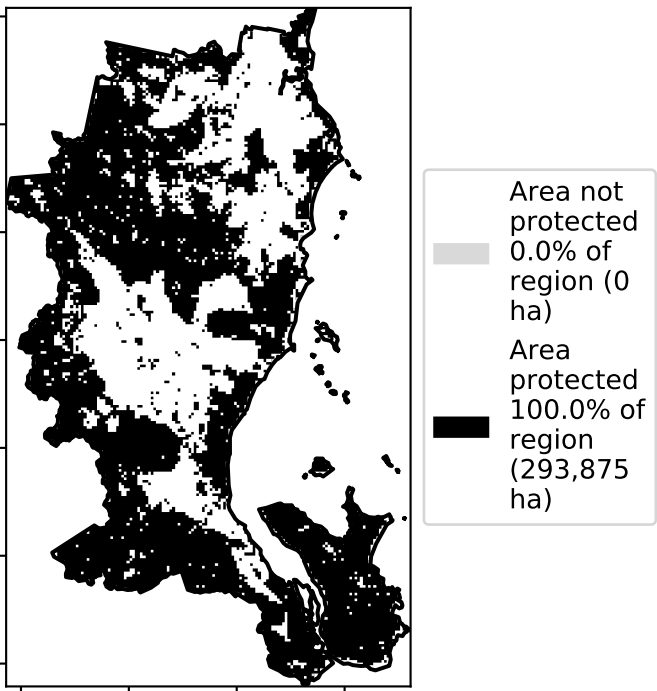 Area not
protected
0.0% of
region (0
ha)
Area
protected
100.0% of
region
(293,875
ha)